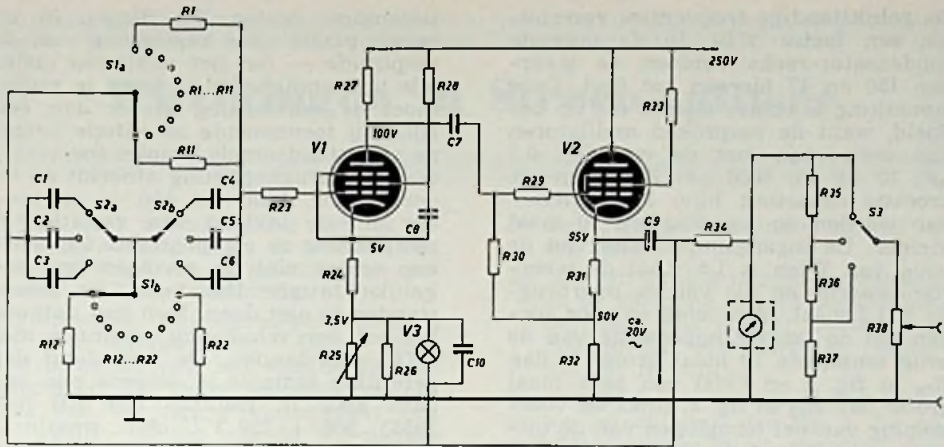 R1
S1a
R1...R11
R11
C1
S2a
C2
C3
S2b
C4
C5
C6
S1b
R12
R12...R22
R22
R23
R27
R28
100V
V1
C7
C8
5V
R24
3,5V
V3
R25
R26
C10
250V
R33
V2
R29
R30
55V
C9
R34
R31
50V
R32
ca.
20V
~
R35
R36
R37
S3
R38